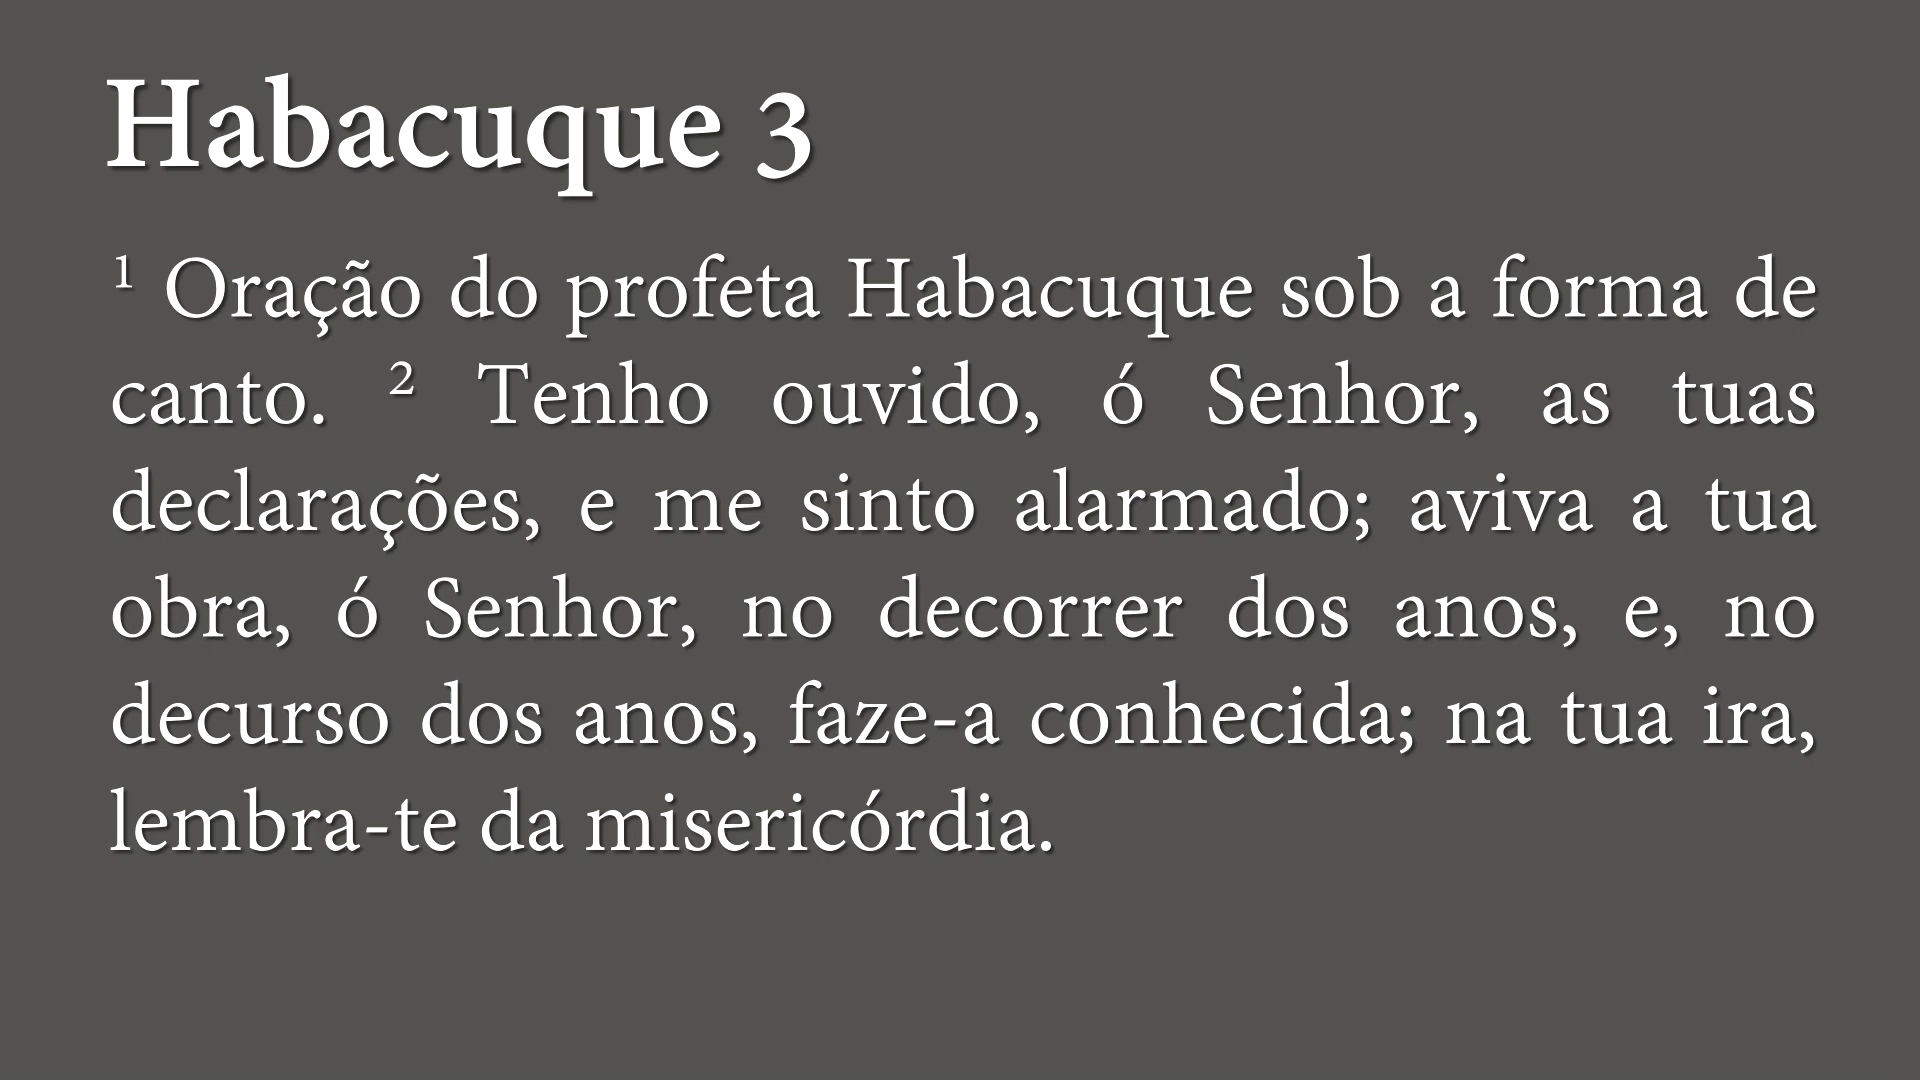 Habacuque 3
¹ Oração do profeta Habacuque sob a forma de
canto. ² Tenho ouvido, ó Senhor, as tuas
declarações, e me sinto alarmado; aviva a tua
obra, ó Senhor, no decorrer dos anos, e, no
decurso dos anos, faze-a conhecida; na tua ira,
lembra-te da misericórdia.